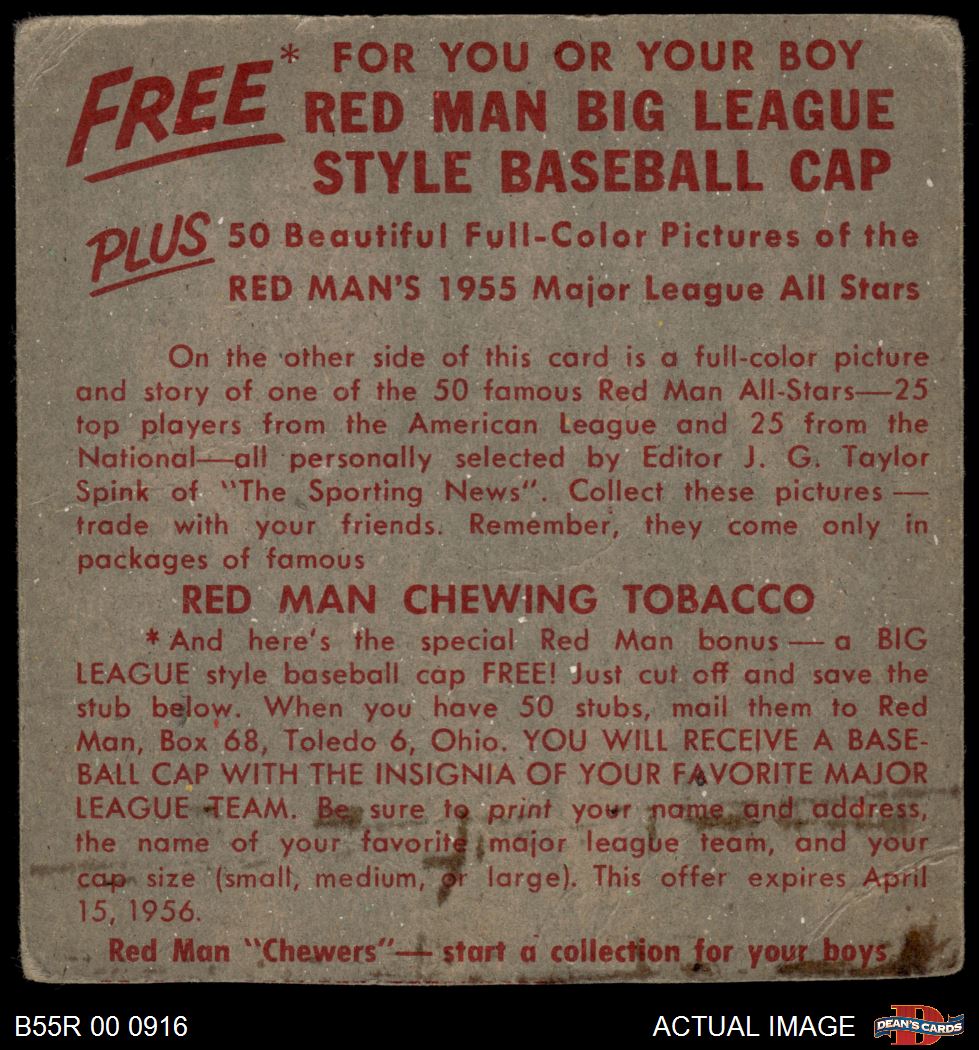 FREE* FOR YOU OR YOUR BOY
RED MAN BIG LEAGUE
STYLE BASEBALL CAP
PLUS 50 Beautiful Full-Color Pictures of the
RED MAN'S 1955 Major League All Stars
On the other side of this card is a full-color picture
and story of one of the 50 famous Red Man All-Stars—25
top players from the American League and 25 from the
National—all personally selected by Editor J. G. Taylor
Spink of "The Sporting News". Collect these pictures —
trade with your friends. Remember, they come only in
packages of famous
RED MAN CHEWING TOBACCO
* And here's the special Red Man bonus — a BIG
LEAGUE style baseball cap FREE! Just cut off and save the
stub below. When you have 50 stubs, mail them to Red
Man, Box 68, Toledo 6, Ohio. YOU WILL RECEIVE A BASE-
BALL CAP WITH THE INSIGNIA OF YOUR FAVORITE MAJOR
LEAGUE TEAM. Be sure to print your name and address,
the name of your favorite major league team, and your
cap size (small, medium, or large). This offer expires April
15, 1956.
Red Man "Chewers"— start a collection for your boys
B55R 00 0916
ACTUAL IMAGE
D
DEAN'S CARDS